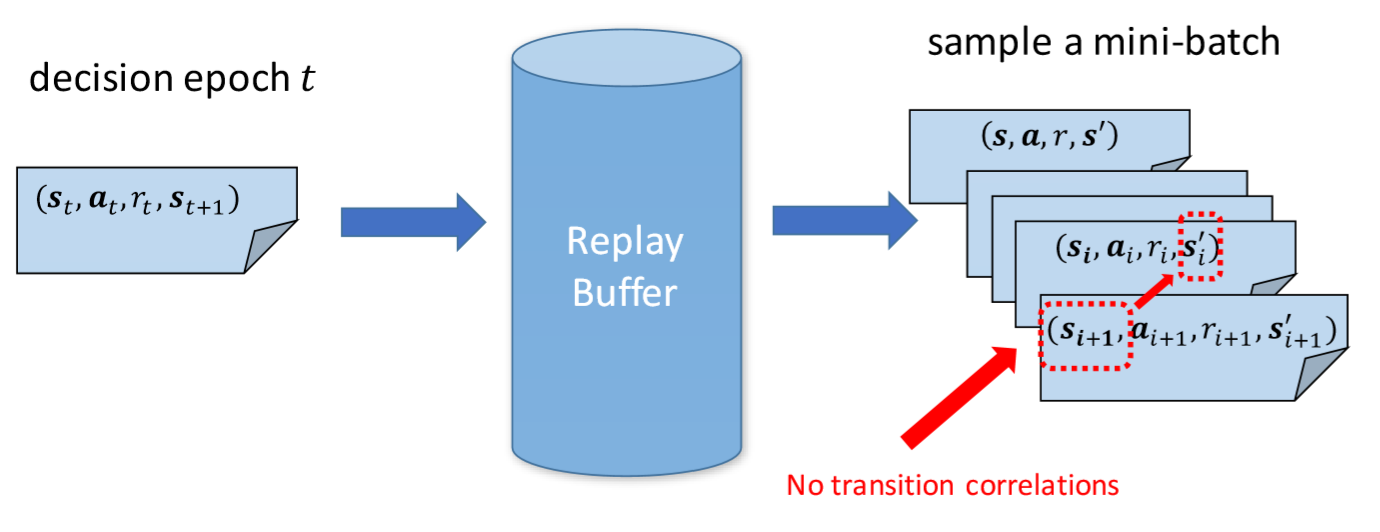 decision epoch t
(s_t, a_t, r_t, s_{t+1})
Replay
Buffer
sample a mini-batch
(s, a, r, s′)
(s_i, a_i, r_i, s′_i)
(s_{i+1}, a_{i+1}, r_{i+1}, s′_{i+1})
No transition correlations